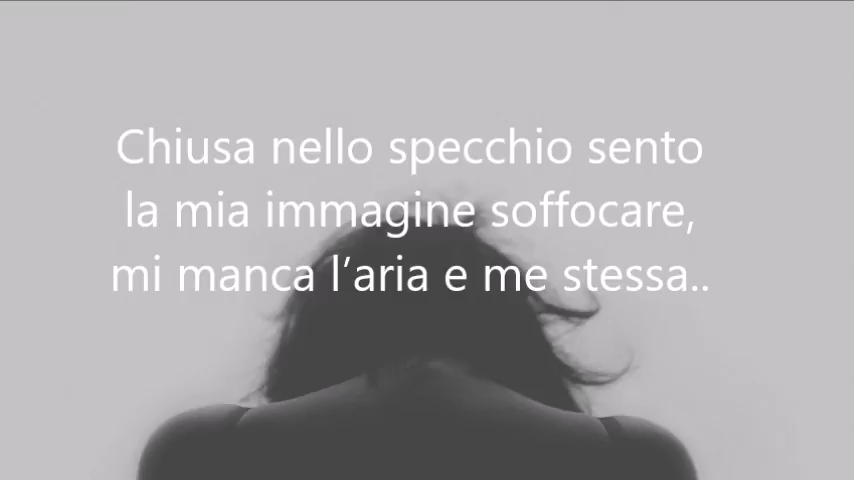 Chiusa nello specchio sento
la mia immagine soffocare,
mi manca l’aria e me stessa..